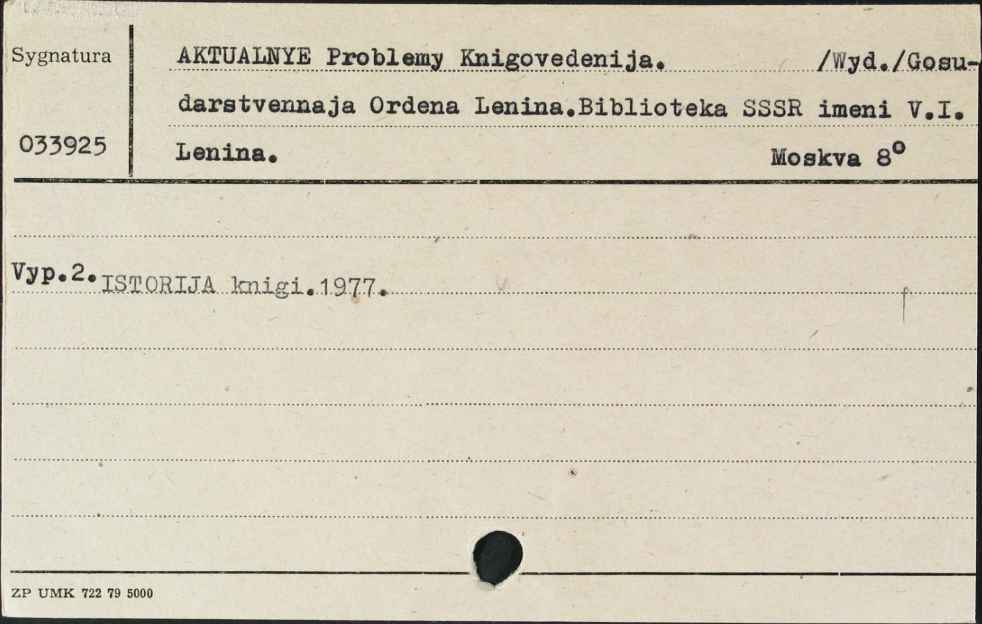 Sygnatura
AKTUALNYE Problemy Knigovedenija. /Wyd./Gosu-
darstvennaja Ordena Lenina.Biblioteka SSSR imeni V.I.
033925
Lenina. Moskva 8°
Vyp.2.ISTORIJA knigi.1977.
ZP UMK 722 79 5000